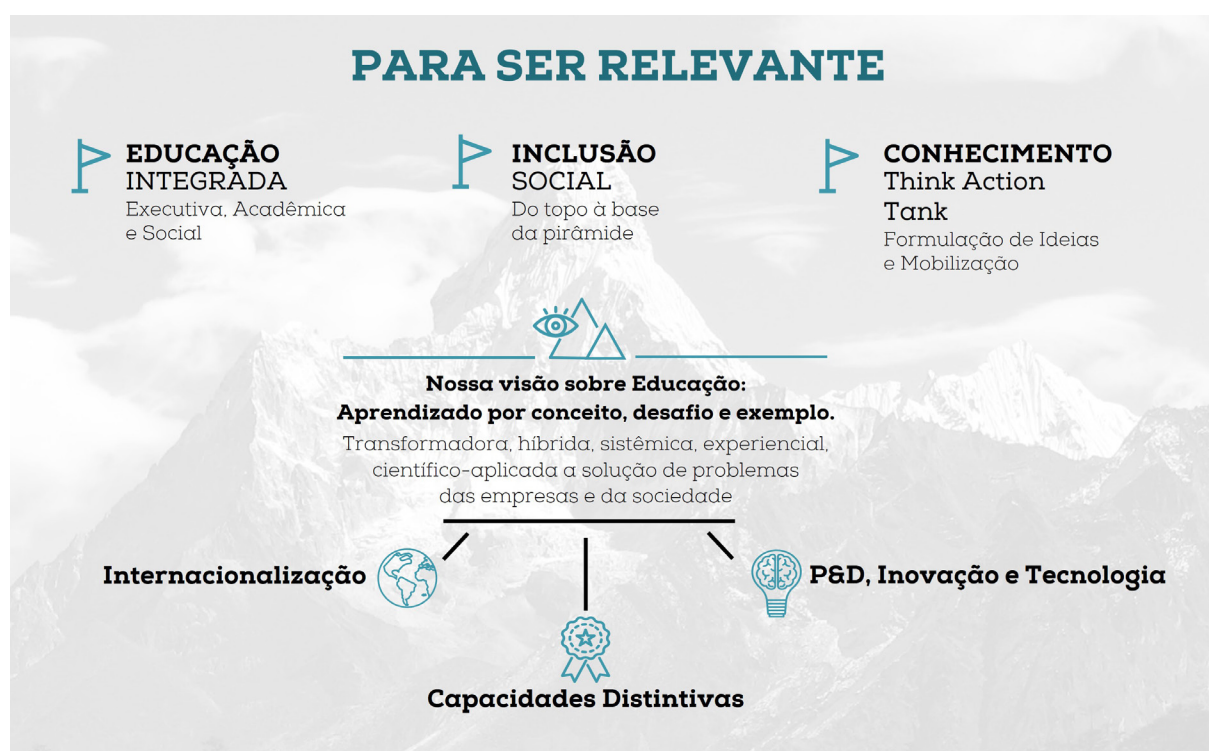 PARA SER RELEVANTE
EDUCAÇÃO
INTEGRADA
Executiva, Acadêmica
e Social
INCLUSÃO
SOCIAL
Do topo à base
da pirâmide
CONHECIMENTO
Think Action
Tank
Formulação de Ideias
e Mobilização
Nossa visão sobre Educação:
Aprendizado por conceito, desafio e exemplo.
Transformadora, híbrida, sistêmica, experiencial,
científico-aplicada a solução de problemas
das empresas e da sociedade
Internacionalização
P&D, Inovação e Tecnologia
Capacidades Distintivas